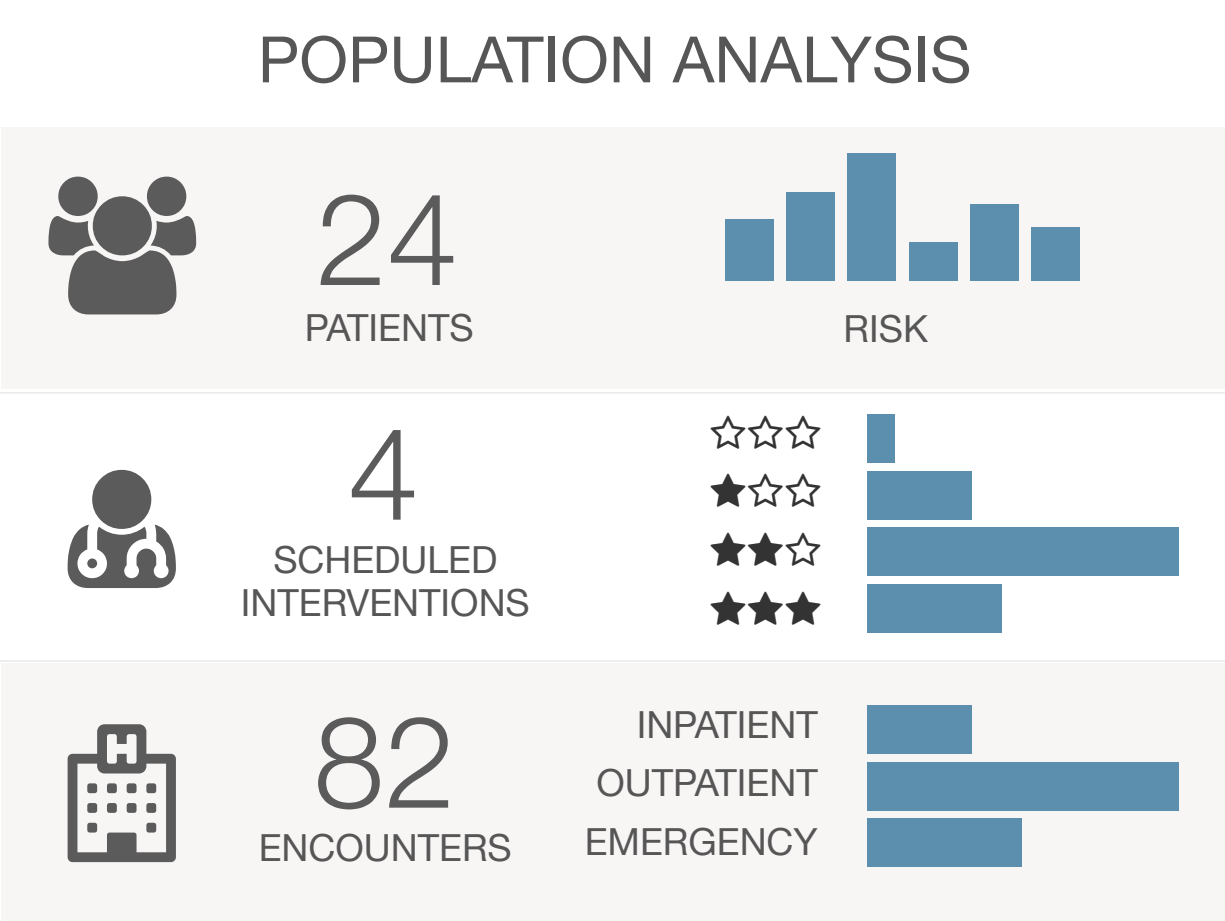 POPULATION ANALYSIS
24
PATIENTS
RISK
4
SCHEDULED
INTERVENTIONS
H
82
ENCOUNTERS
INPATIENT
OUTPATIENT
EMERGENCY